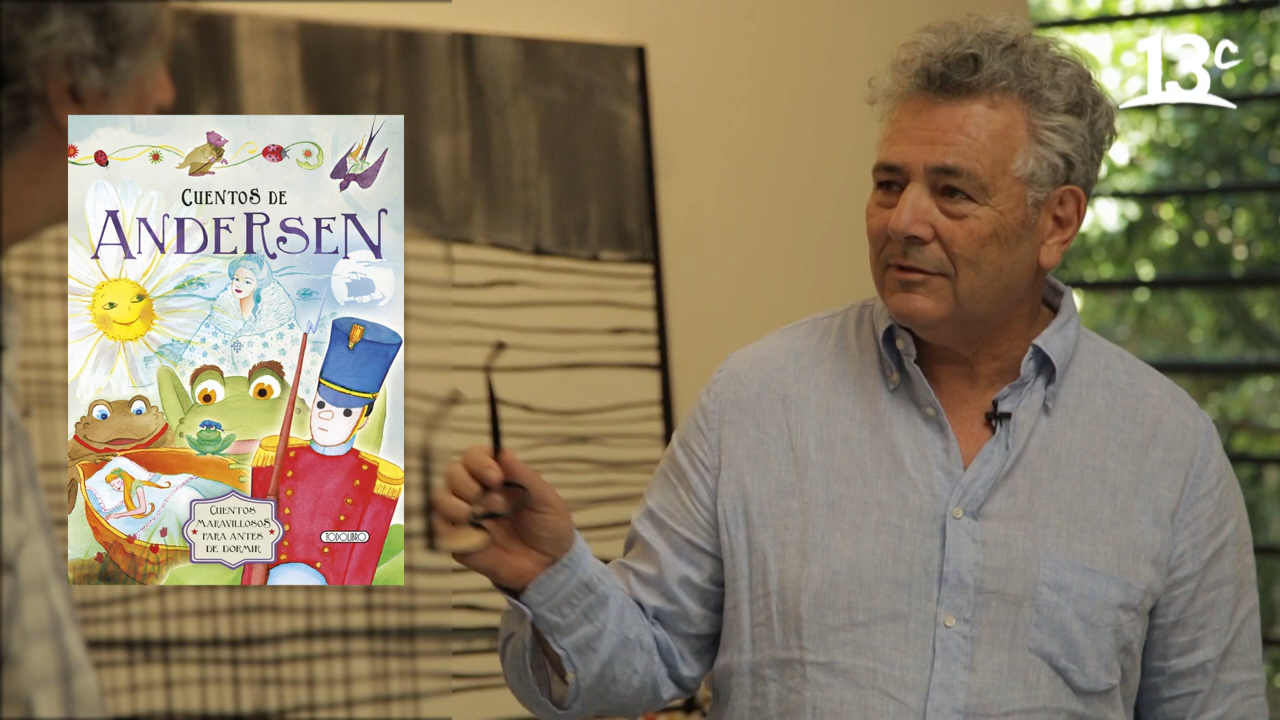 13c
CUENTOS DE
ANDERSEN
CUENTOS
MARAVILLOSOS
PARA ANTES
DE DORMIR
TODOLIBRO